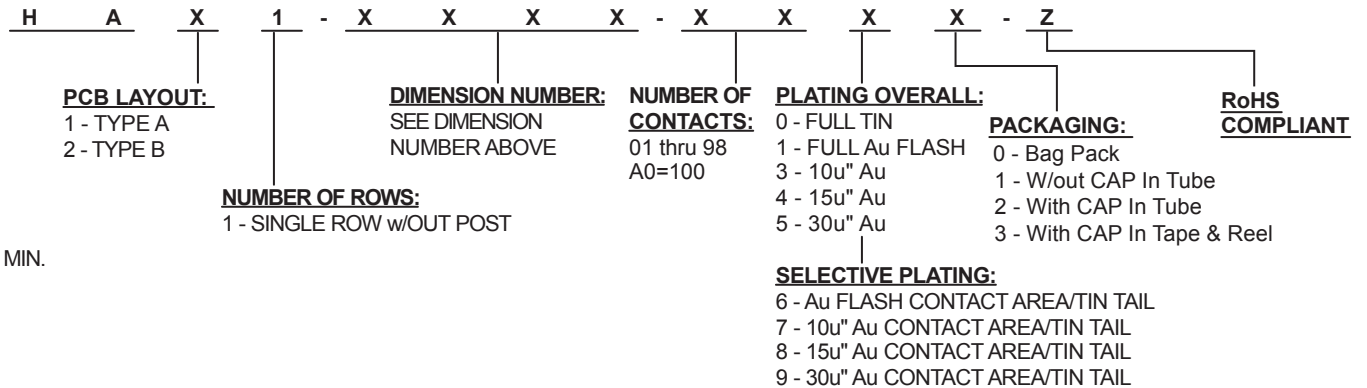 H A X 1 - X X X X - X X X X - Z
PCB LAYOUT:
1 - TYPE A
2 - TYPE B
NUMBER OF ROWS:
1 - SINGLE ROW w/OUT POST
DIMENSION NUMBER:
SEE DIMENSION
NUMBER ABOVE
NUMBER OF
CONTACTS:
01 thru 98
A0=100
PLATING OVERALL:
0 - FULL TIN
1 - FULL Au FLASH
3 - 10u" Au
4 - 15u" Au
5 - 30u" Au
SELECTIVE PLATING:
6 - Au FLASH CONTACT AREA/TIN TAIL
7 - 10u" Au CONTACT AREA/TIN TAIL
8 - 15u" Au CONTACT AREA/TIN TAIL
9 - 30u" Au CONTACT AREA/TIN TAIL
PACKAGING:
0 - Bag Pack
1 - W/out CAP In Tube
2 - With CAP In Tube
3 - With CAP In Tape & Reel
RoHS
COMPLIANT
MIN.